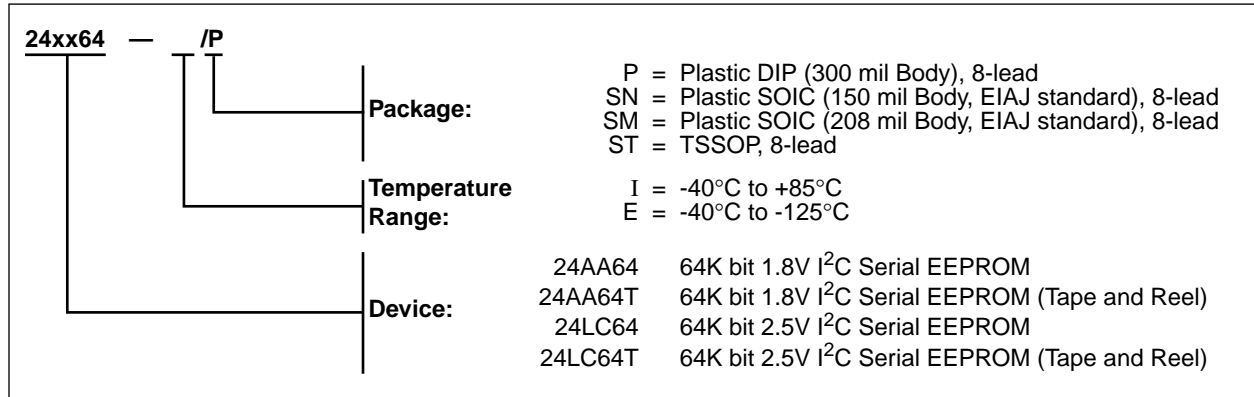 24xx64 — _ /P
Package:
P = Plastic DIP (300 mil Body), 8-lead
SN = Plastic SOIC (150 mil Body, EIAJ standard), 8-lead
SM = Plastic SOIC (208 mil Body, EIAJ standard), 8-lead
ST = TSSOP, 8-lead
Temperature
Range:
I = -40°C to +85°C
E = -40°C to -125°C
Device:
24AA64 64K bit 1.8V I²C Serial EEPROM
24AA64T 64K bit 1.8V I²C Serial EEPROM (Tape and Reel)
24LC64 64K bit 2.5V I²C Serial EEPROM
24LC64T 64K bit 2.5V I²C Serial EEPROM (Tape and Reel)